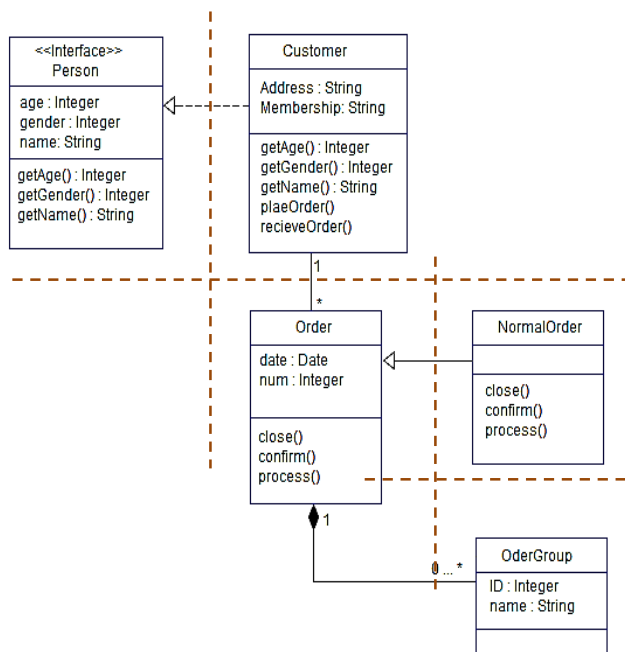 <<Interface>>
Person
age : Integer
gender : Integer
name: String
getAge() : Integer
getGender() : Integer
getName() : String
Customer
Address : String
Membership: String
getAge() : Integer
getGender() : Integer
getName() : String
plaeOrder()
recieveOrder()
1
*
Order
date : Date
num : Integer
close()
confirm()
process()
NormalOrder
close()
confirm()
process()
1
0 ... *
OderGroup
ID : Integer
name : String